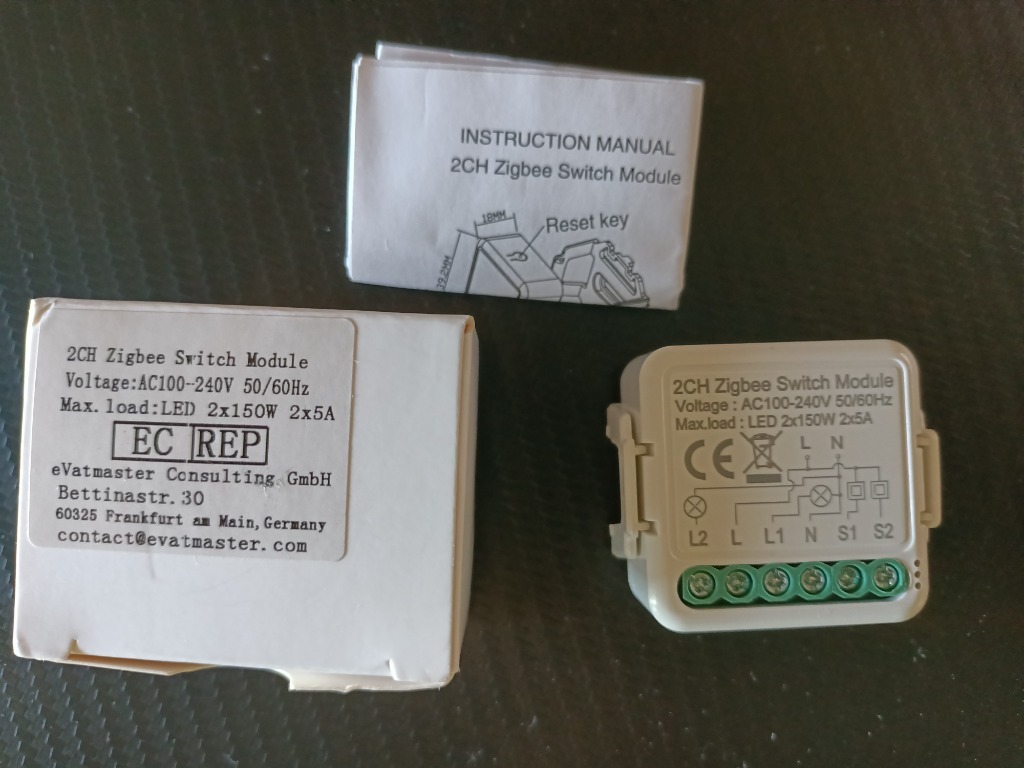 INSTRUCTION MANUAL
2CH Zigbee Switch Module
18MM
Reset key
39.2MM
2CH Zigbee Switch Module
Voltage:AC100-240V 50/60Hz
Max. load:LED 2x150W 2x5A
EC REP
eVatmaster Consulting GmbH
Bettinastr. 30
60325 Frankfurt am Main, Germany
contact@evatmaster.com
2CH Zigbee Switch Module
Voltage : AC100-240V 50/60Hz
Max.load : LED 2x150W 2x5A
CE
L N
L2 L L1 N S1 S2